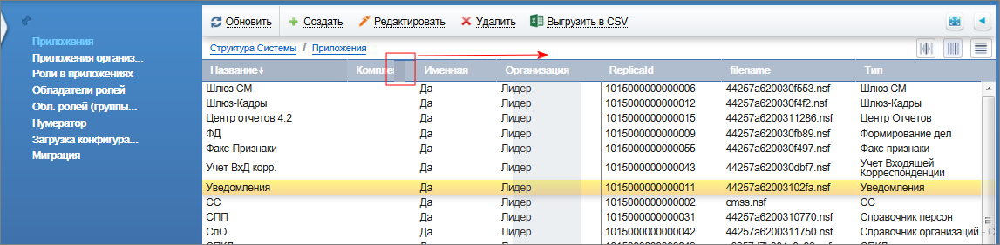 Обновить Создать Редактировать Удалить Выгрузить в CSV
Структура Системы / Приложения
Приложения
Приложения организ...
Роли в приложениях
Обладатели ролей
Обл. ролей (группы...
Нумератор
Загрузка конфигура...
Миграция
Название↓ Комплек Именная Организация ReplicaId filename Тип
Шлюз СМ Да Лидер 1015000000000006 44257a620030f553.nsf Шлюз СМ
Шлюз-Кадры Да Лидер 1015000000000012 44257a620030f4f2.nsf Шлюз-Кадры
Центр отчетов 4.2 Да Лидер 1015000000000015 44257a6200311286.nsf Центр Отчетов
ФД Да Лидер 1015000000000009 44257a620030fb89.nsf Формирование дел
Факс-Признаки Да Лидер 1015000000000055 44257a620030f497.nsf Факс-признаки
Учет ВхД корр. Да Лидер 1015000000000043 44257a620030dbf7.nsf Учет Входящей
Корреспонденции
Уведомления Да Лидер 1015000000000011 44257a62003102fa.nsf Уведомления
СС Да Лидер 1015000000000002 cmss.nsf СС
СПП Да Лидер 1015000000000031 44257a6200310770.nsf Справочник персон
СпО Да Лидер 1015000000000042 44257a6200311750.nsf Справочник организаций - С